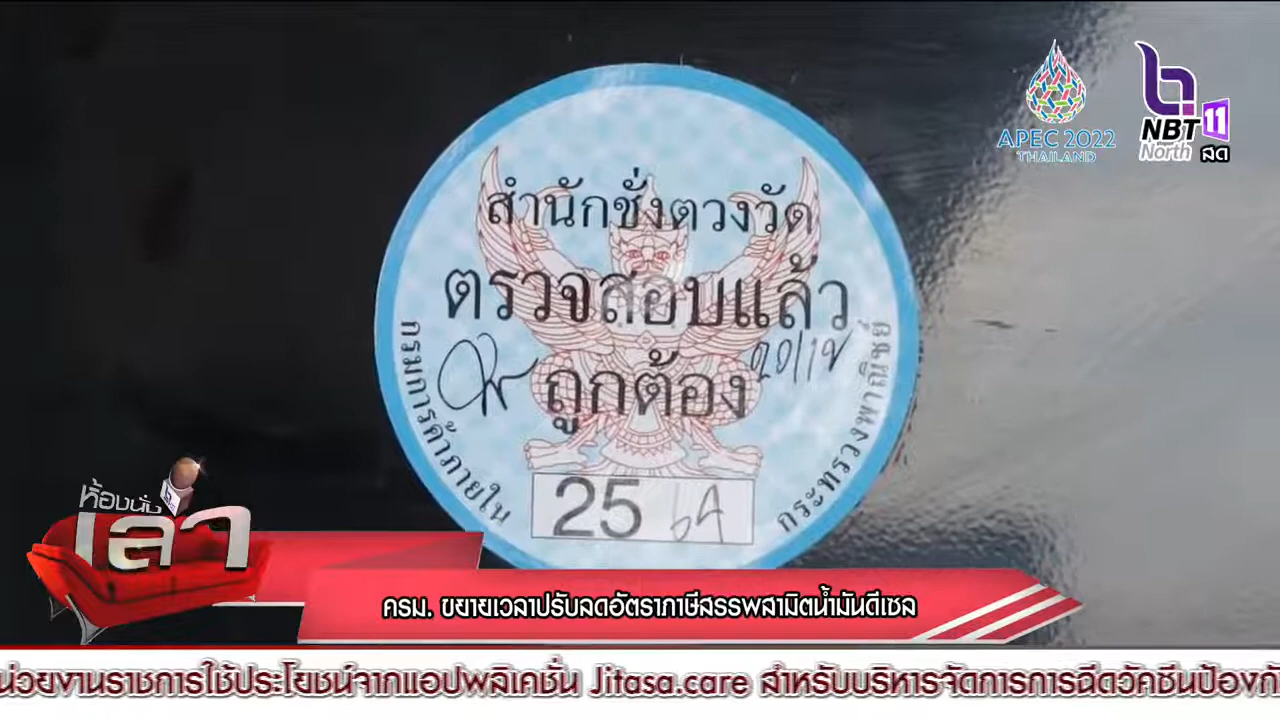 APEC 2022
THAILAND
NBT 11
North สด
สำนักชั่งตวงวัด
ตรวจสอบแล้ว
ถูกต้อง
กรมการค้าภายใน
กระทรวงพาณิชย์
25
ห้องนั่ง
เล่า
ครม. ขยายเวลาปรับลดอัตราภาษีสรรพสามิตน้ำมันดีเซล
น่วยงานราชการใช้ประโยชน์จากแอปพลิเคชั่น Jitasa.care สำหรับบริหารจัดการการฉีดวัคซีนป้องกั